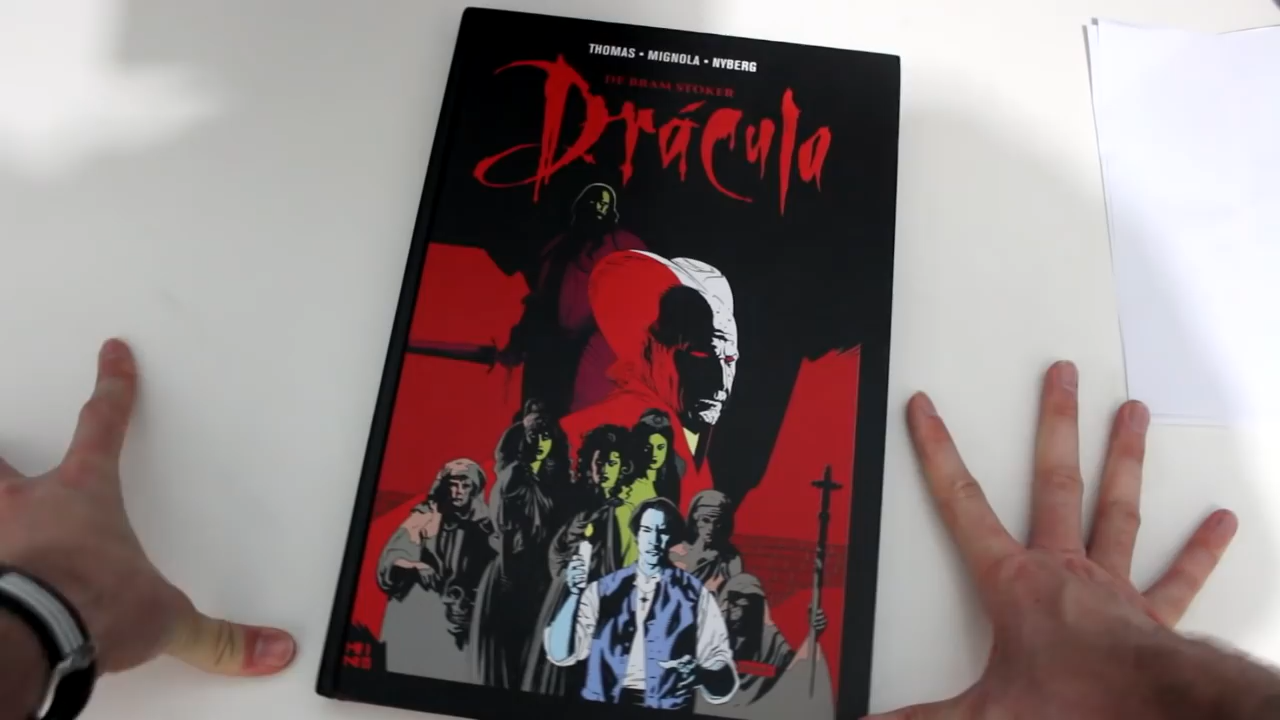 THOMAS • MIGNOLA • NYBERG
DE BRAM STOKER
Drácula